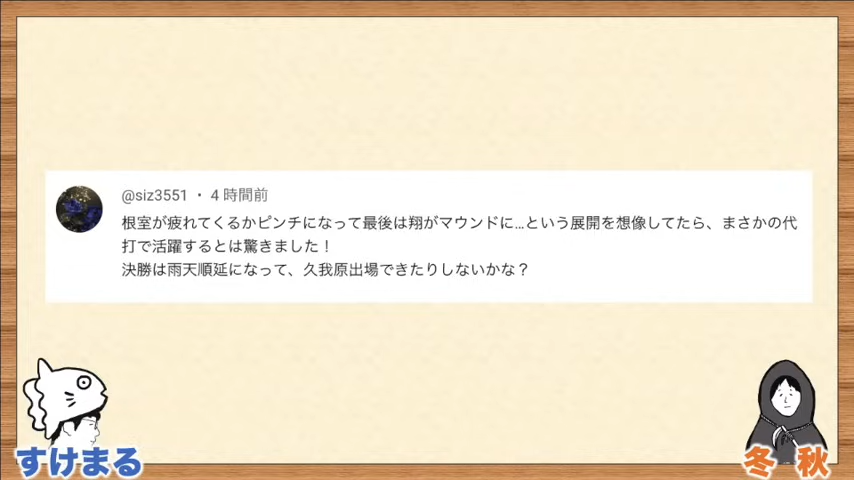 @siz3551 ・ 4 時間前
根室が疲れてくるかピンチになって最後は翔がマウンドに...という展開を想像してたら、まさかの代
打で活躍するとは驚きました！
決勝は雨天順延になって、久我原出場できたりしないかな？
すけまる
冬 秋